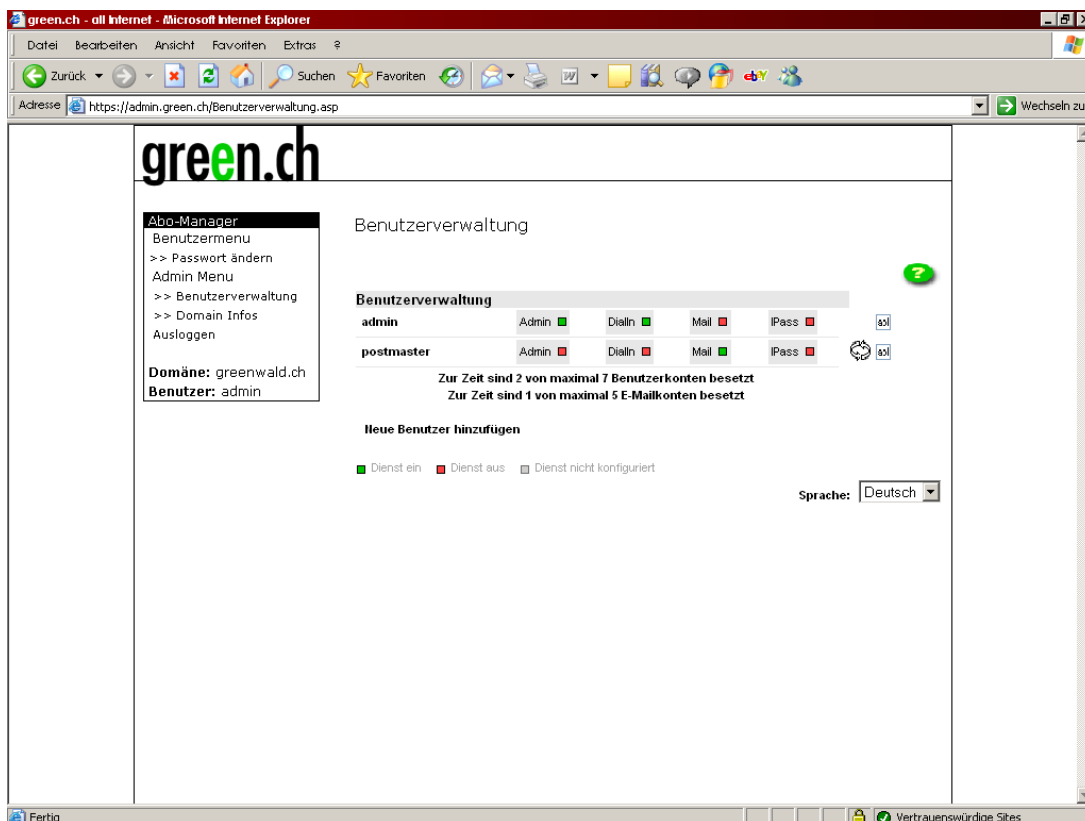 green.ch - all Internet - Microsoft Internet Explorer
Datei Bearbeiten Ansicht Favoriten Extras ?
Zurück Suchen Favoriten
Adresse https://admin.green.ch/Benutzerverwaltung.asp Wechseln zu
green.ch
Abo-Manager
Benutzermenu
>> Passwort ändern
Admin Menu
>> Benutzerverwaltung
>> Domain Infos
Ausloggen
Domäne: greenwald.ch
Benutzer: admin
Benutzerverwaltung
?
Benutzerverwaltung
admin Admin DialIn Mail IPass
postmaster Admin DialIn Mail IPass
Zur Zeit sind 2 von maximal 7 Benutzerkonten besetzt
Zur Zeit sind 1 von maximal 5 E-Mailkonten besetzt
Neue Benutzer hinzufügen
Dienst ein Dienst aus Dienst nicht konfiguriert
Sprache: Deutsch
Fertig Vertrauenswürdige Sites